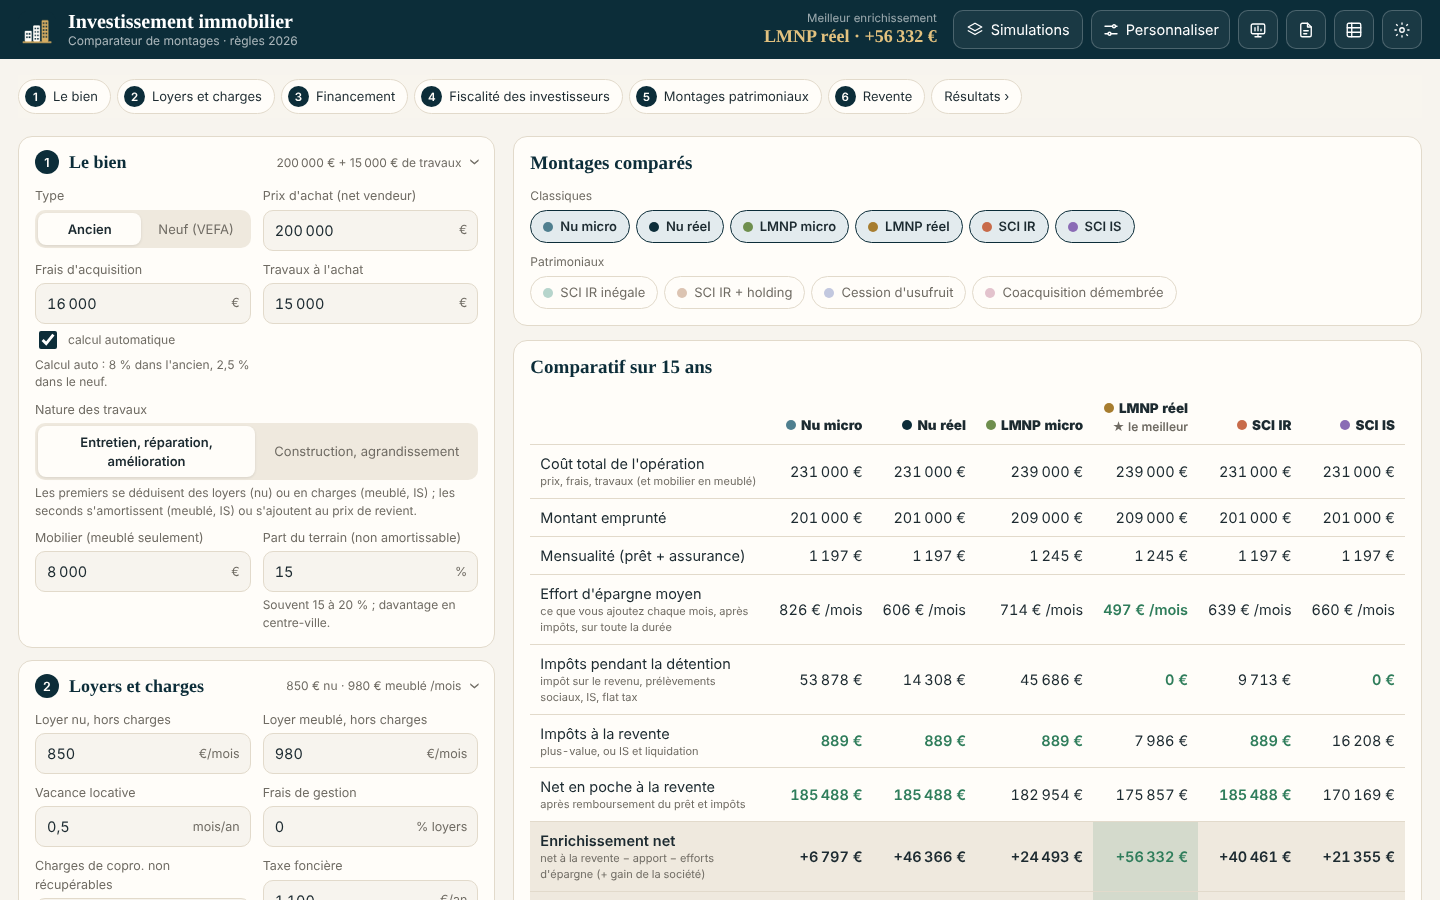 Investissement immobilier
Comparateur de montages · règles 2026
Meilleur enrichissement
LMNP réel · +56 332 €
Simulations
Personnaliser
1 Le bien
2 Loyers et charges
3 Financement
4 Fiscalité des investisseurs
5 Montages patrimoniaux
6 Revente
Résultats ›
1 Le bien
200 000 € + 15 000 € de travaux
Type
Ancien
Neuf (VEFA)
Prix d'achat (net vendeur)
200 000 €
Frais d'acquisition
16 000 €
calcul automatique
Calcul auto : 8 % dans l'ancien, 2,5 %
dans le neuf.
Travaux à l'achat
15 000 €
Nature des travaux
Entretien, réparation,
amélioration
Construction, agrandissement
Les premiers se déduisent des loyers (nu) ou en charges (meublé, IS) ; les
seconds s'amortissent (meublé, IS) ou s'ajoutent au prix de revient.
Mobilier (meublé seulement)
8 000 €
Part du terrain (non amortissable)
15 %
Souvent 15 à 20 % ; davantage en
centre-ville.
2 Loyers et charges
850 € nu · 980 € meublé /mois
Loyer nu, hors charges
850 €/mois
Loyer meublé, hors charges
980 €/mois
Vacance locative
0,5 mois/an
Frais de gestion
0 % loyers
Charges de copro. non
récupérables
Taxe foncière
1 100 €/an
Montages comparés
Classiques
Nu micro
Nu réel
LMNP micro
LMNP réel
SCI IR
SCI IS
Patrimoniaux
SCI IR inégale
SCI IR + holding
Cession d'usufruit
Coacquisition démembrée
Comparatif sur 15 ans
Nu micro
Nu réel
LMNP micro
LMNP réel
★ le meilleur
SCI IR
SCI IS
Coût total de l'opération
prix, frais, travaux (et mobilier en meublé)
231 000 € 231 000 € 239 000 € 239 000 € 231 000 € 231 000 €
Montant emprunté 201 000 € 201 000 € 209 000 € 209 000 € 201 000 € 201 000 €
Mensualité (prêt + assurance) 1 197 € 1 197 € 1 245 € 1 245 € 1 197 € 1 197 €
Effort d'épargne moyen
ce que vous ajoutez chaque mois, après
impôts, sur toute la durée
826 € /mois 606 € /mois 714 € /mois 497 € /mois 639 € /mois 660 € /mois
Impôts pendant la détention
impôt sur le revenu, prélèvements
sociaux, IS, flat tax
53 878 € 14 308 € 45 686 € 0 € 9 713 € 0 €
Impôts à la revente
plus-value, ou IS et liquidation
889 € 889 € 889 € 7 986 € 889 € 16 208 €
Net en poche à la revente
après remboursement du prêt et impôts
185 488 € 185 488 € 182 954 € 175 857 € 185 488 € 170 169 €
Enrichissement net
net à la revente − apport − efforts
d'épargne (+ gain de la société)
+6 797 € +46 366 € +24 493 € +56 332 € +40 461 € +21 355 €